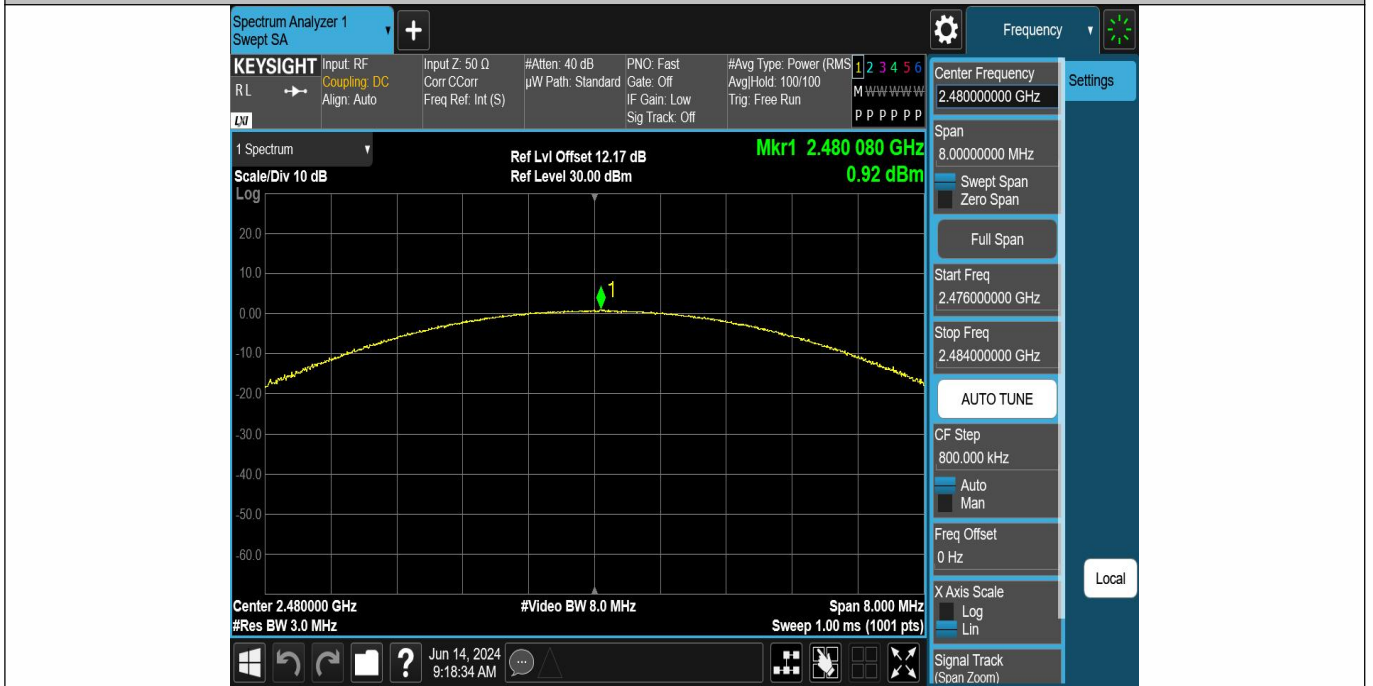 Spectrum Analyzer 1
Swept SA
+
Frequency
KEYSIGHT
RL
LXI
Input: RF
Coupling: DC
Align: Auto
Input Z: 50 Ω
Corr CCorr
Freq Ref: Int (S)
#Atten: 40 dB
µW Path: Standard
PNO: Fast
Gate: Off
IF Gain: Low
Sig Track: Off
#Avg Type: Power (RMS
Avg|Hold: 100/100
Trig: Free Run
1 2 3 4 5 6
M W W W W W
P P P P P P
1 Spectrum
Scale/Div 10 dB
Log
Ref Lvl Offset 12.17 dB
Ref Level 30.00 dBm
Mkr1 2.480 080 GHz
0.92 dBm
20.0
10.0
0.00
-10.0
-20.0
-30.0
-40.0
-50.0
-60.0
1
Center 2.480000 GHz
#Res BW 3.0 MHz
#Video BW 8.0 MHz
Span 8.000 MHz
Sweep 1.00 ms (1001 pts)
?
Jun 14, 2024
9:18:34 AM
Center Frequency
2.480000000 GHz
Span
8.00000000 MHz
Swept Span
Zero Span
Full Span
Start Freq
2.476000000 GHz
Stop Freq
2.484000000 GHz
AUTO TUNE
CF Step
800.000 kHz
Auto
Man
Freq Offset
0 Hz
X Axis Scale
Log
Lin
Signal Track
(Span Zoom)
Settings
Local